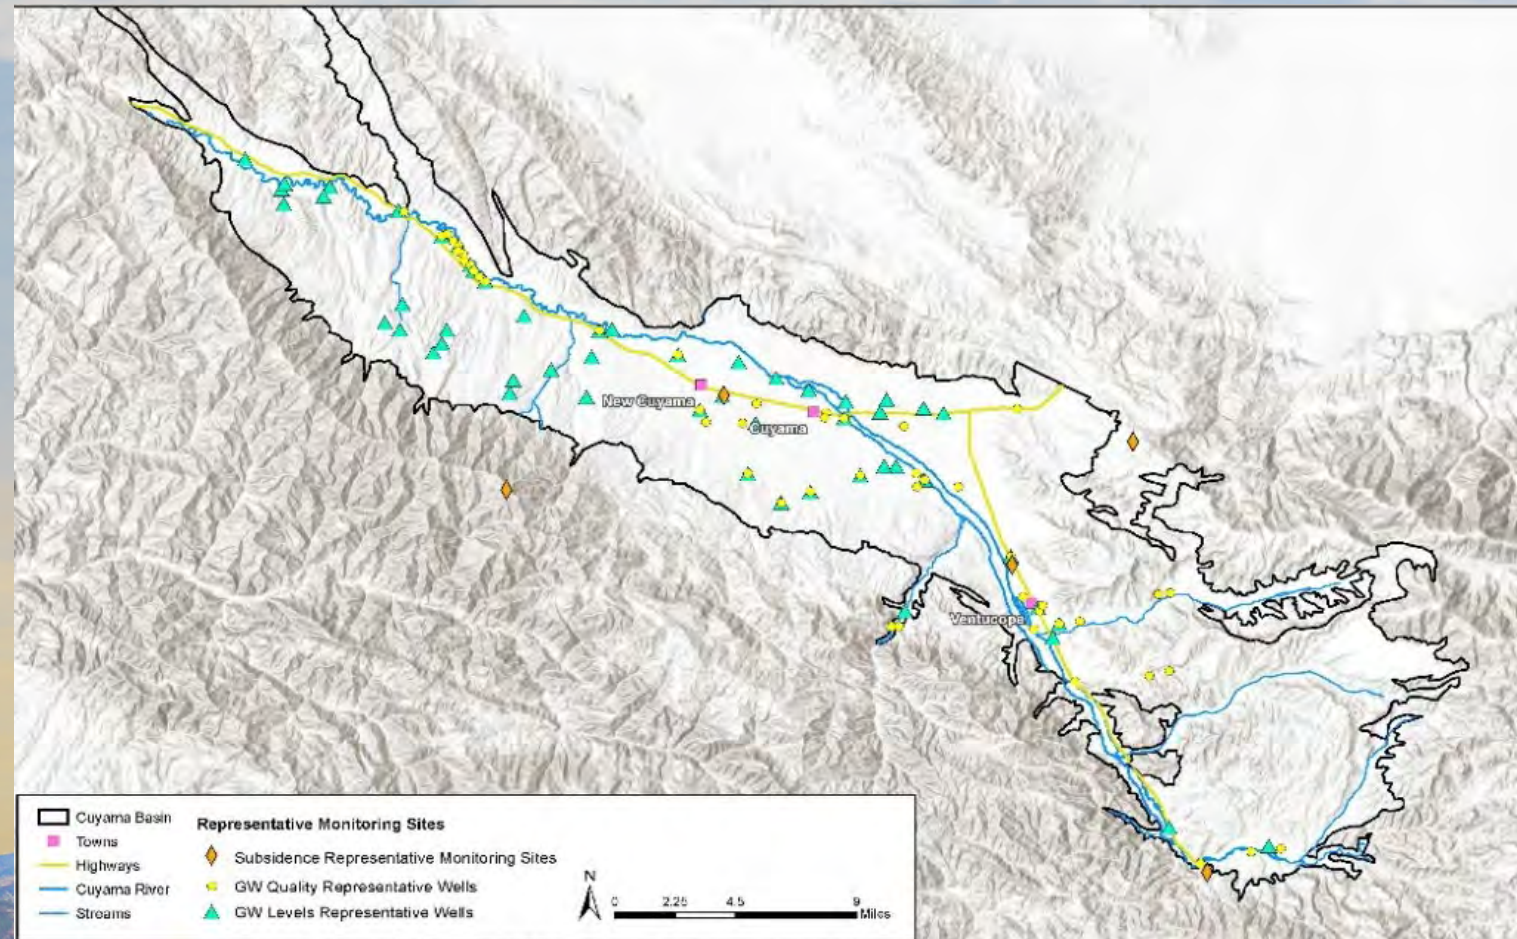 New Cuyama
Cuyama
Ventucopa
Cuyama Basin
Towns
Highways
Cuyama River
Streams
Representative Monitoring Sites
Subsidence Representative Monitoring Sites
GW Quality Representative Wells
GW Levels Representative Wells
N
0 2.25 4.5 9
Miles